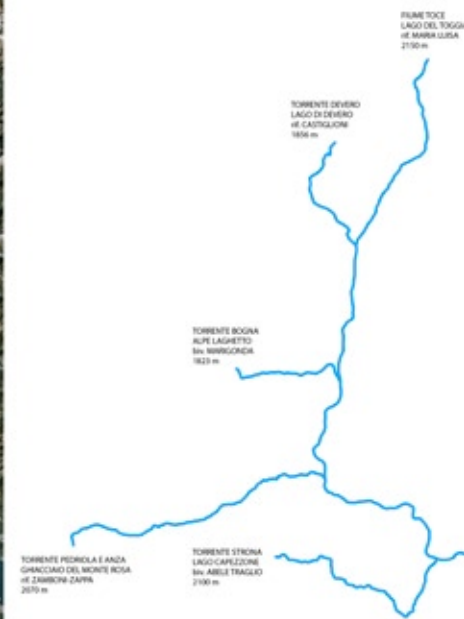 FIUME TOCE
LAGO DEL TOGGIA
rif. MARIA LUISA
2150 m
TORRENTE DEVERO
LAGO DI DEVERO
rif. CASTIGLIONI
1856 m
TORRENTE BOGNA
ALPE LAGHETTO
biv. MARIGONDA
1823 m
TORRENTE PEDRIOLA E ANZA
GHIACCIAIO DEL MONTE ROSA
rif. ZAMBONI-ZAPPA
2070 m
TORRENTE STRONA
LAGO CAPEZZONE
biv. ABELE TRAGLIO
2100 m